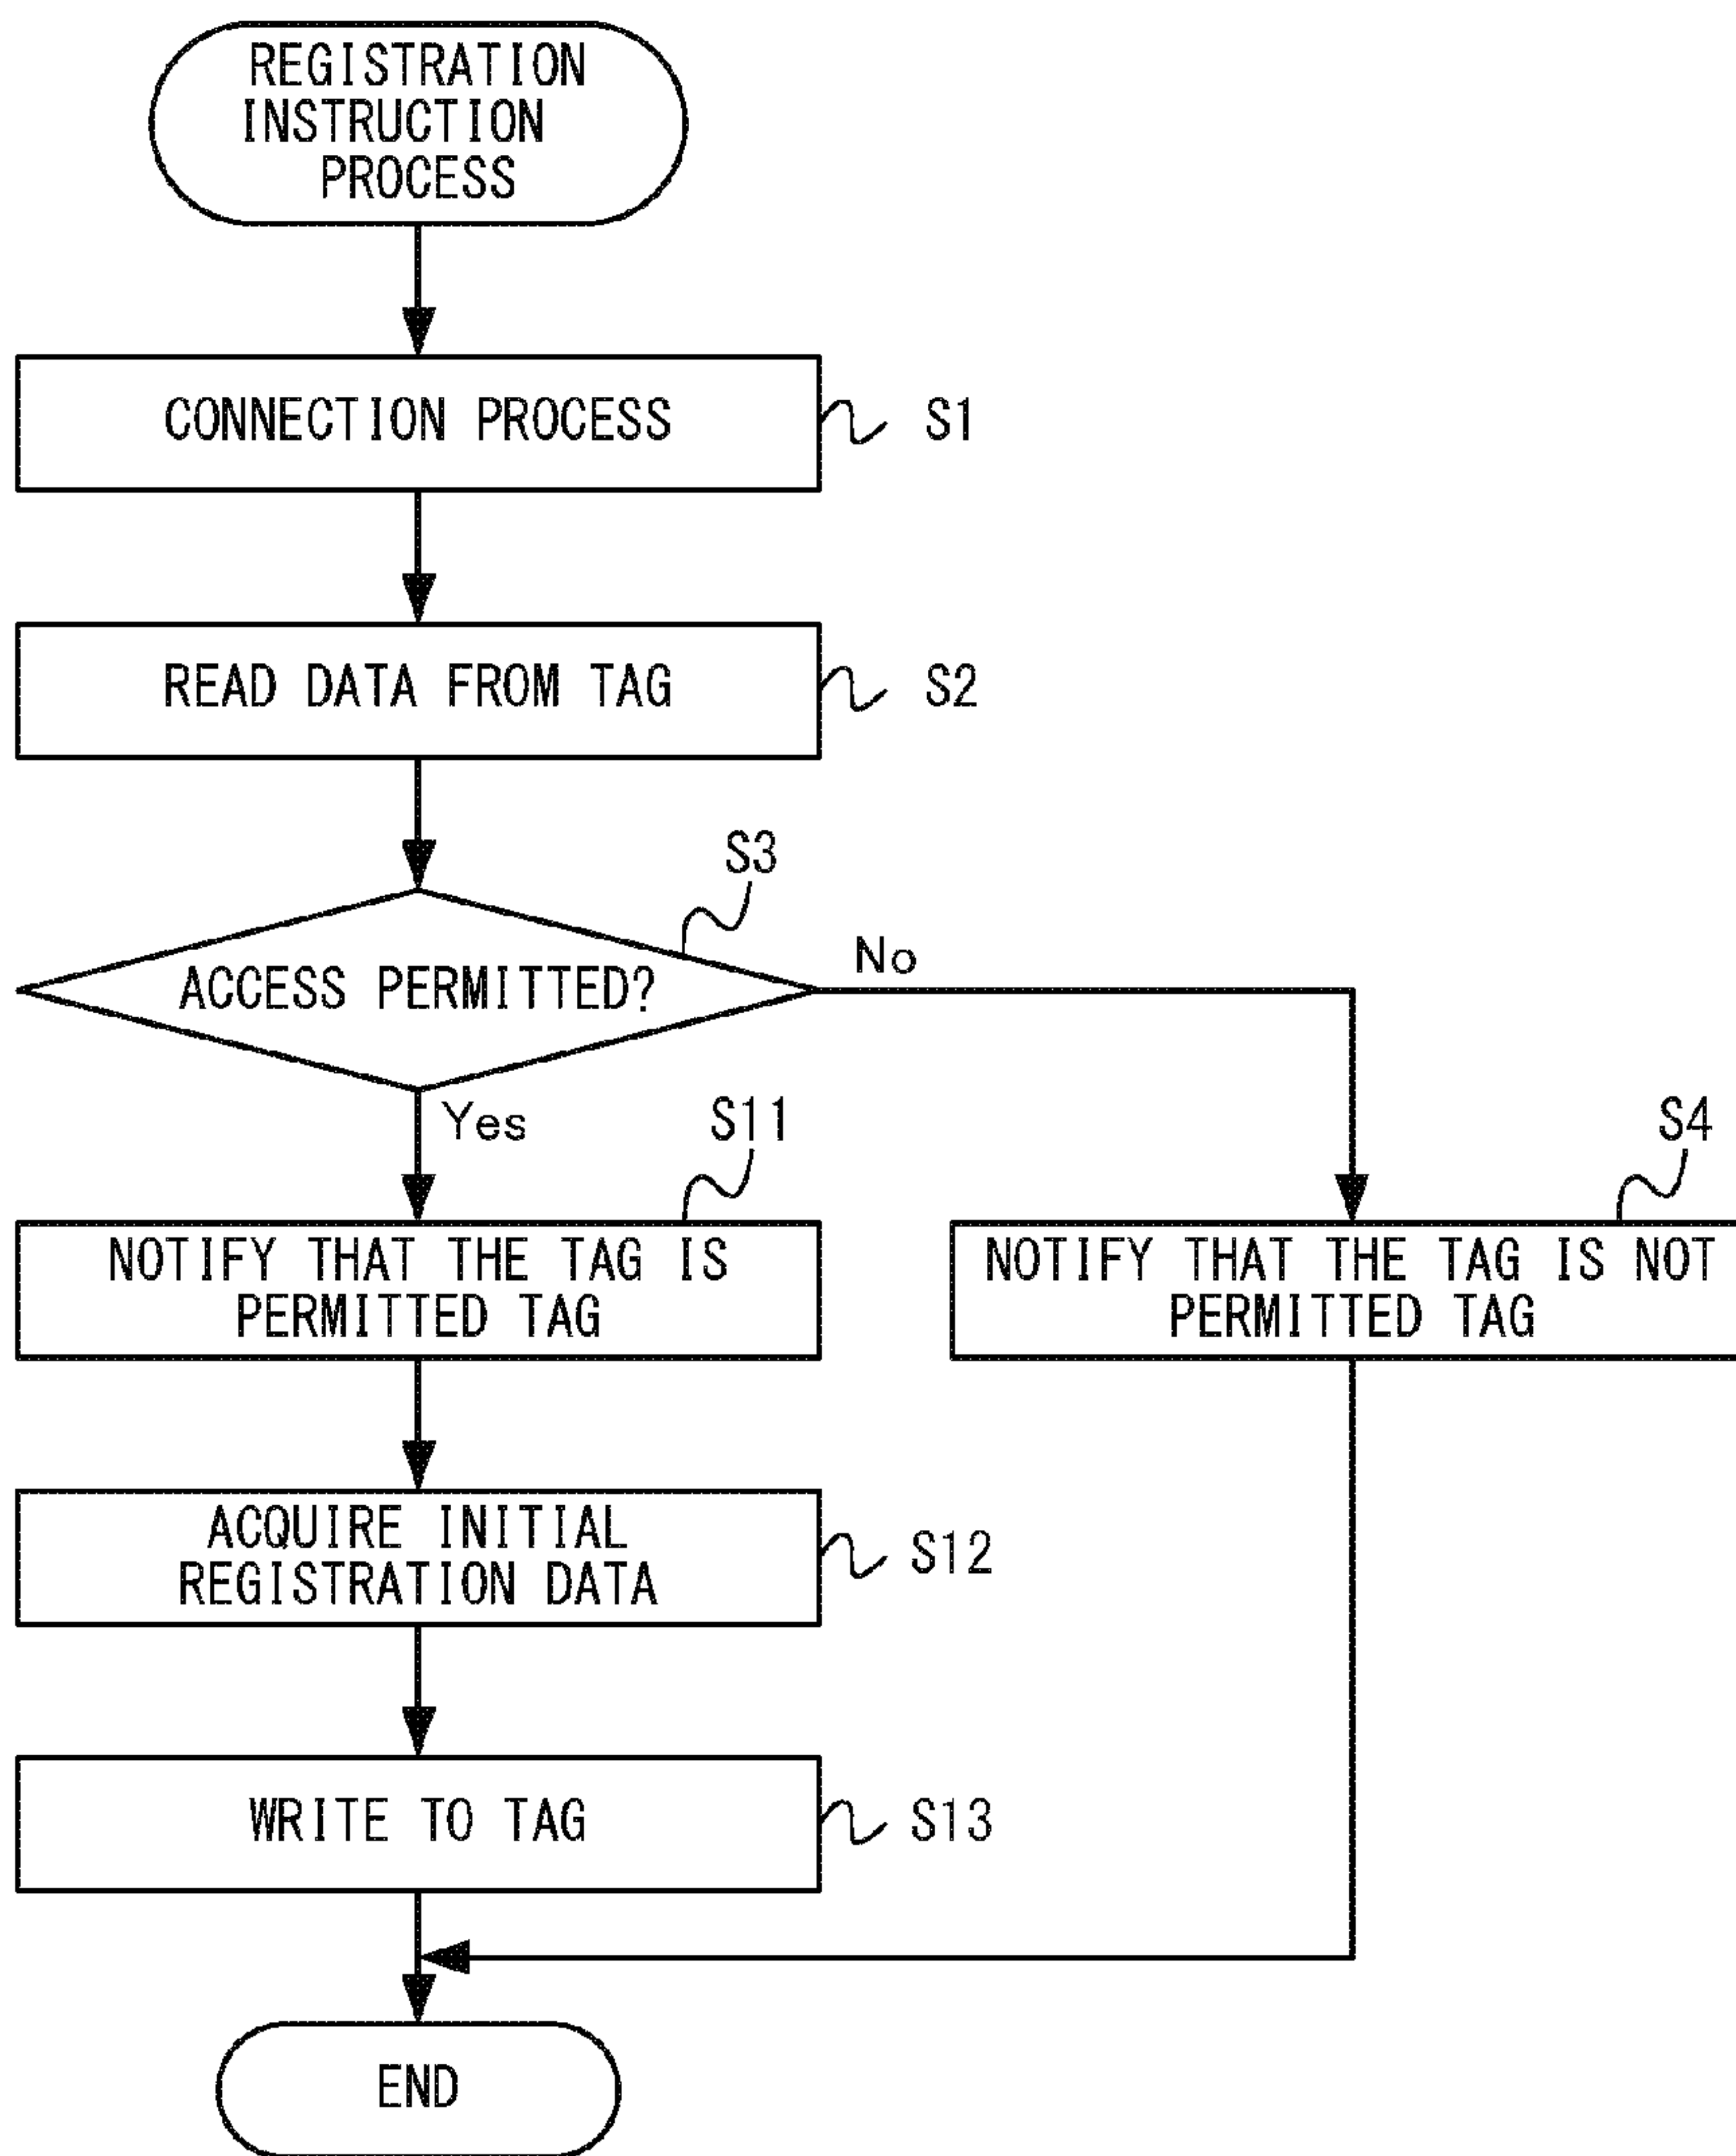 REGISTRATION
INSTRUCTION
PROCESS
CONNECTION PROCESS
S1
READ DATA FROM TAG
S2
S3
ACCESS PERMITTED?
No
Yes
S11
S4
NOTIFY THAT THE TAG IS
PERMITTED TAG
NOTIFY THAT THE TAG IS NOT
PERMITTED TAG
ACQUIRE INITIAL
REGISTRATION DATA
S12
WRITE TO TAG
S13
END